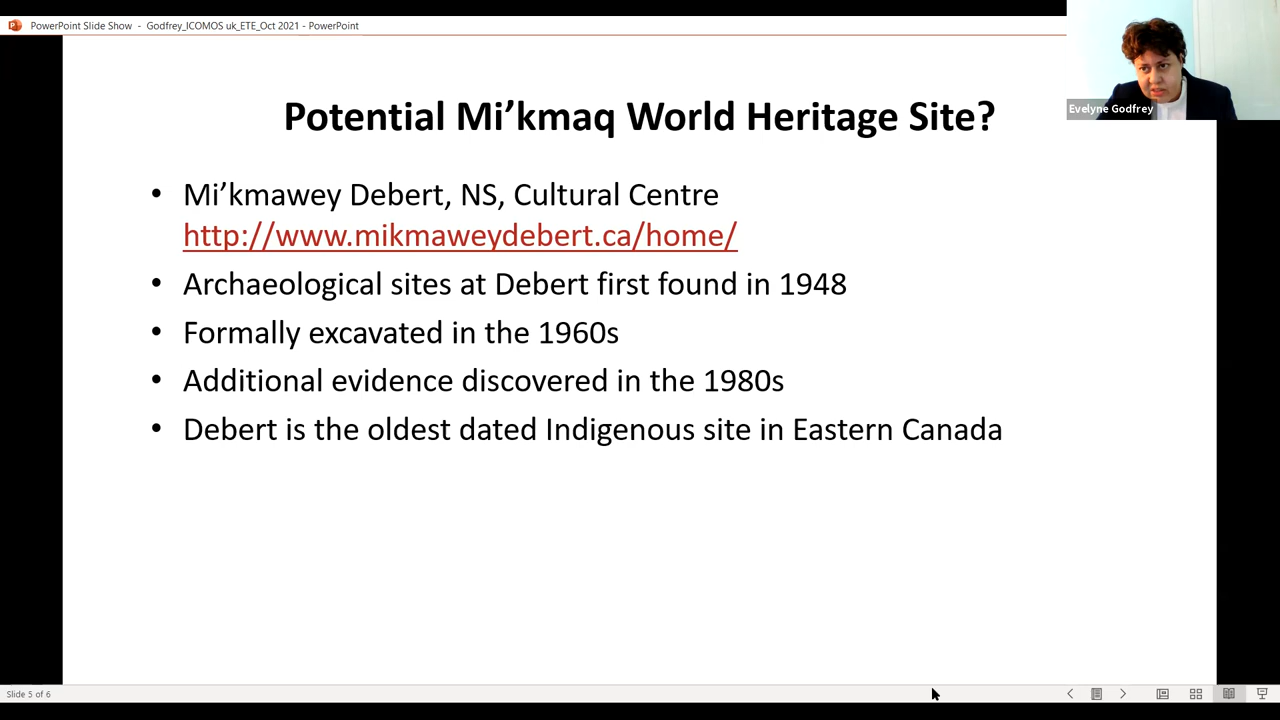 PowerPoint Slide Show - Godfrey_ICOMOS uk_ETE_Oct 2021 - PowerPoint
Evelyne Godfrey
Potential Mi’kmaq World Heritage Site?
• Mi’kmawey Debert, NS, Cultural Centre
http://www.mikmaweydebert.ca/home/
• Archaeological sites at Debert first found in 1948
• Formally excavated in the 1960s
• Additional evidence discovered in the 1980s
• Debert is the oldest dated Indigenous site in Eastern Canada
Slide 5 of 6